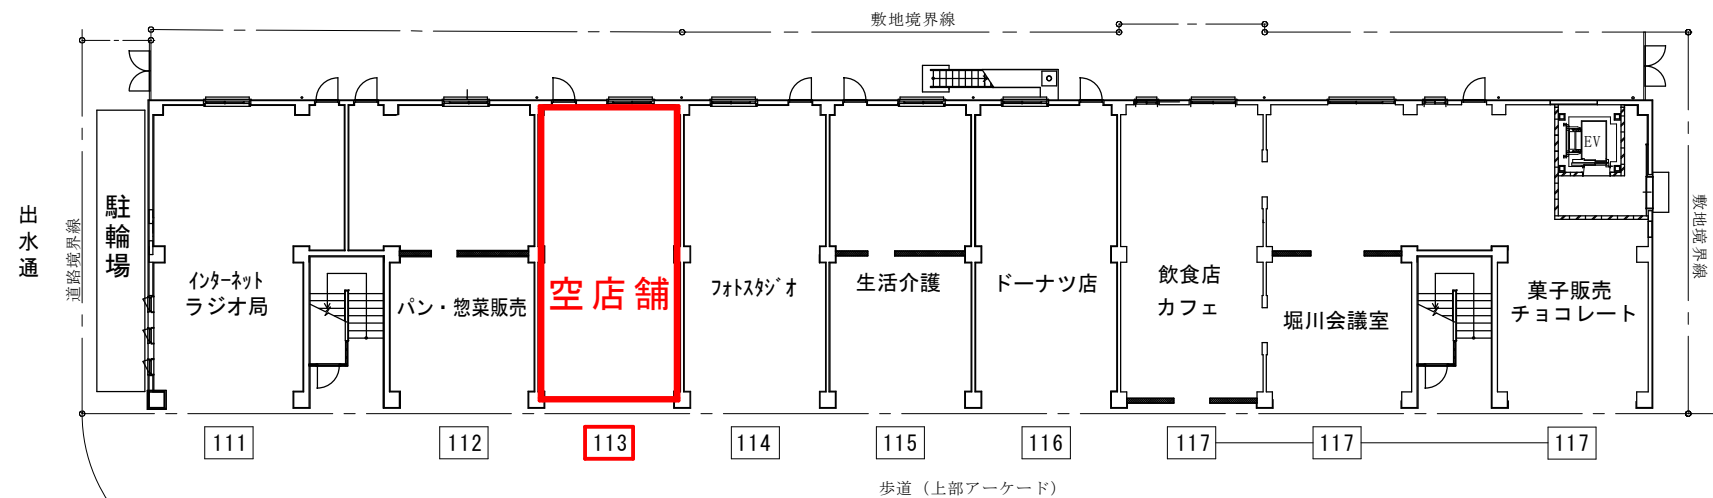 敷地境界線
出水通
道路境界線
駐輪場
インターネット
ラジオ局
パン・惣菜販売
空店舗
フォトスタジオ
生活介護
ドーナツ店
飲食店
カフェ
堀川会議室
EV
菓子販売
チョコレート
敷地境界線
111
112
113
114
115
116
117
117
117
歩道（上部アーケード）